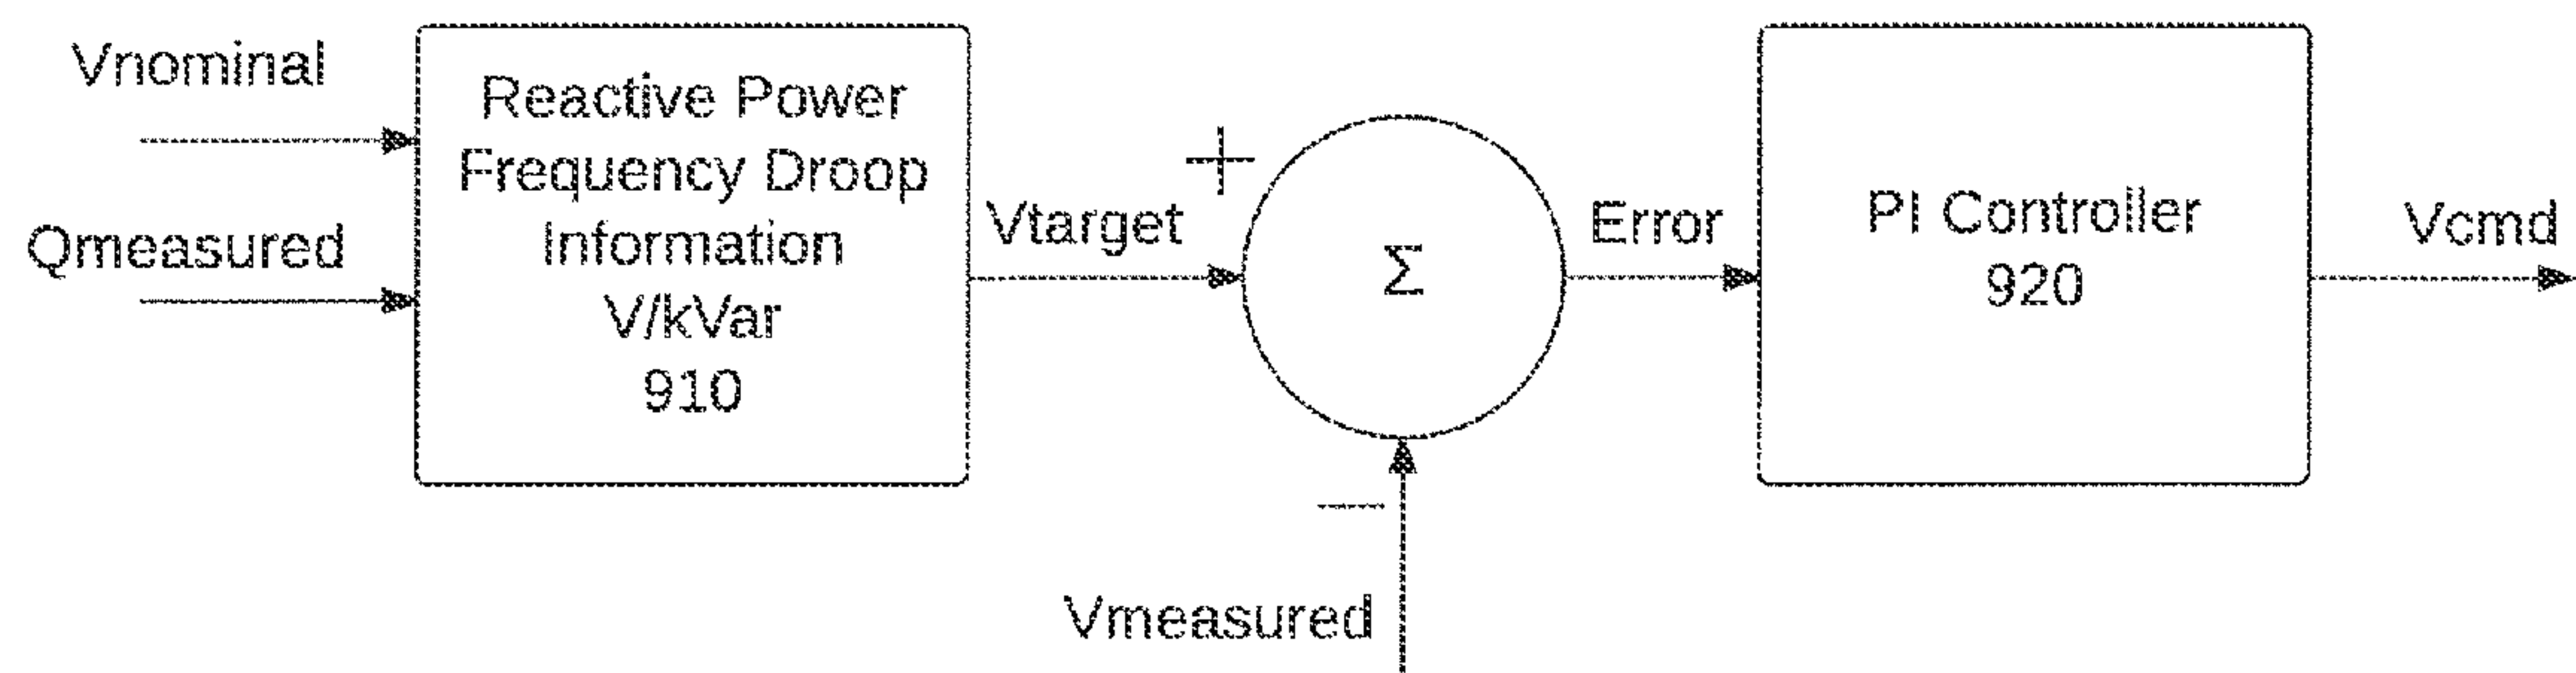 Vnominal
Qmeasured
Reactive Power
Frequency Droop
Information
V/kVar
910
Vtarget
+
Σ
−
Vmeasured
Error
PI Controller
920
Vcmd